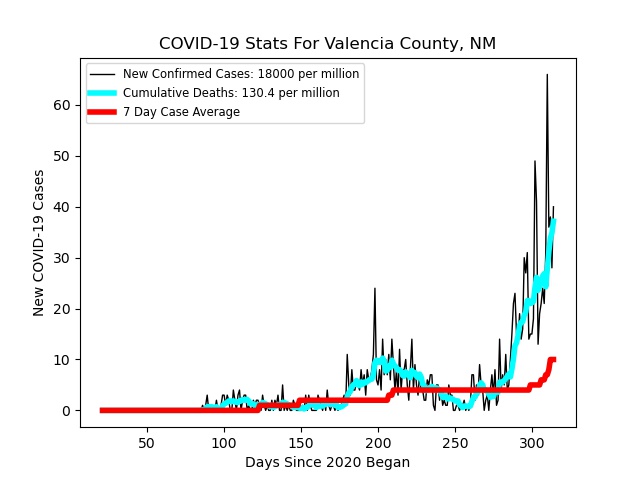 COVID-19 Stats For Valencia County, NM
New Confirmed Cases: 18000 per million
Cumulative Deaths: 130.4 per million
7 Day Case Average
New COVID-19 Cases
60
50
40
30
20
10
0
50 100 150 200 250 300
Days Since 2020 Began